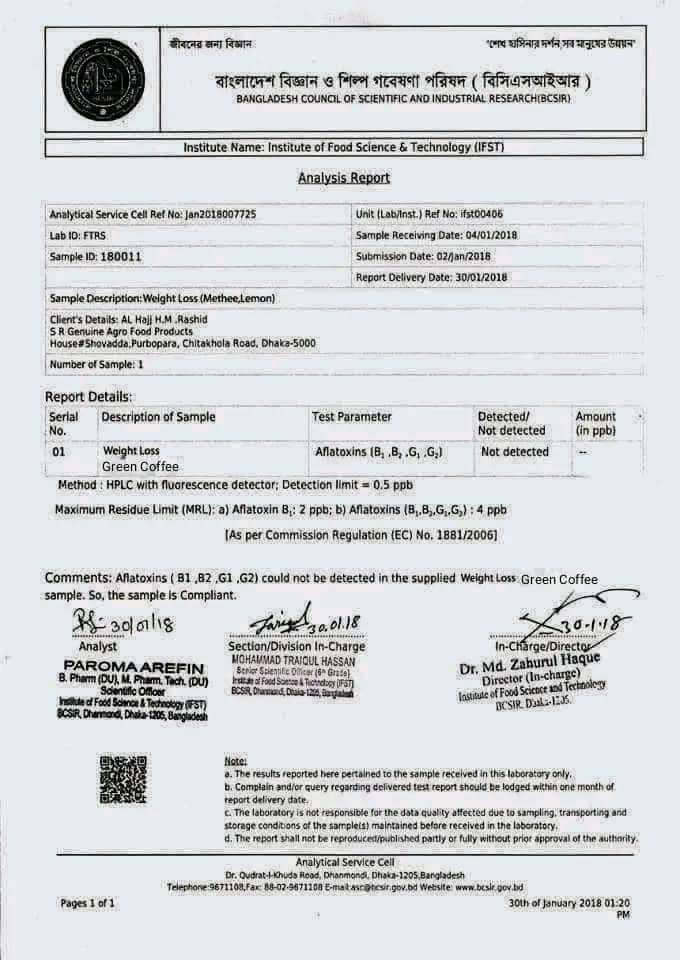 জীবনের জন্য বিজ্ঞান
"শেখ হাসিনার দর্শন,সব মানুষের উন্নয়ন"
বাংলাদেশ বিজ্ঞান ও শিল্প গবেষণা পরিষদ ( বিসিএসআইআর )
BANGLADESH COUNCIL OF SCIENTIFIC AND INDUSTRIAL RESEARCH(BCSIR)
Institute Name: Institute of Food Science & Technology (IFST)
Analysis Report
Analytical Service Cell Ref No: Jan2018007725
Unit (Lab/Inst.) Ref No: ifst00406
Lab ID: FTRS
Sample Receiving Date: 04/01/2018
Sample ID: 180011
Submission Date: 02/Jan/2018
Report Delivery Date: 30/01/2018
Sample Description:Weight Loss (Methee,Lemon)
Client's Details: AL Hajj H.M .Rashid
S R Genuine Agro Food Products
House#Shovadda,Purbopara, Chitakhola Road, Dhaka-5000
Number of Sample: 1
Report Details:
Serial No. Description of Sample Test Parameter Detected/ Not detected Amount (in ppb)
01 Weight Loss Green Coffee Aflatoxins (B₁ ,B₂ ,G₁ ,G₂) Not detected --
Method : HPLC with fluorescence detector; Detection limit = 0.5 ppb
Maximum Residue Limit (MRL): a) Aflatoxin B₁: 2 ppb; b) Aflatoxins (B₁,B₂,G₁,G₂) : 4 ppb
[As per Commission Regulation (EC) No. 1881/2006]
Comments: Aflatoxins ( B1 ,B2 ,G1 ,G2) could not be detected in the supplied Weight Loss Green Coffee
sample. So, the sample is Compliant.
30/01/18
30.01.18
30-1-18
Analyst
Section/Division In-Charge
In-Charge/Director
PAROMA AREFIN
B. Pharm (DU), M. Pharm. Tech. (DU)
Scientific Officer
Institute of Food Science & Technology (IFST)
BCSIR, Dhanmondi, Dhaka-1205, Bangladesh
MOHAMMAD TRAIQUL HASSAN
Senior Scientific Officer (6th Grade)
Institute of Food Science & Technology (IFST)
BCSIR, Dhanmondi, Dhaka-1205, Bangladesh
Dr. Md. Zahurul Haque
Director (In-charge)
Institute of Food Science and Technology
BCSIR, Dhaka-1205.
Note:
a. The results reported here pertained to the sample received in this laboratory only.
b. Complain and/or query regarding delivered test report should be lodged within one month of
report delivery date.
c. The laboratory is not responsible for the data quality affected due to sampling, transporting and
storage conditions of the sample(s) maintained before received in the laboratory.
d. The report shall not be reproduced/published partly or fully without prior approval of the authority.
Analytical Service Cell
Dr. Qudrat-I-Khuda Road, Dhanmondi, Dhaka-1205,Bangladesh
Telephone:9671108,Fax: 88-02-9671108 E-mail:asc@bcsir.gov.bd Website: www.bcsir.gov.bd
Pages 1 of 1
30th of January 2018 01:20
PM